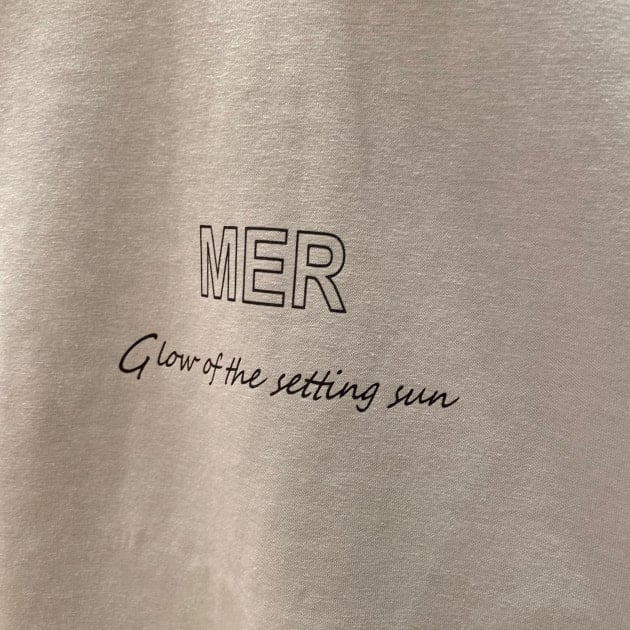 MER
Glow of the setting sun